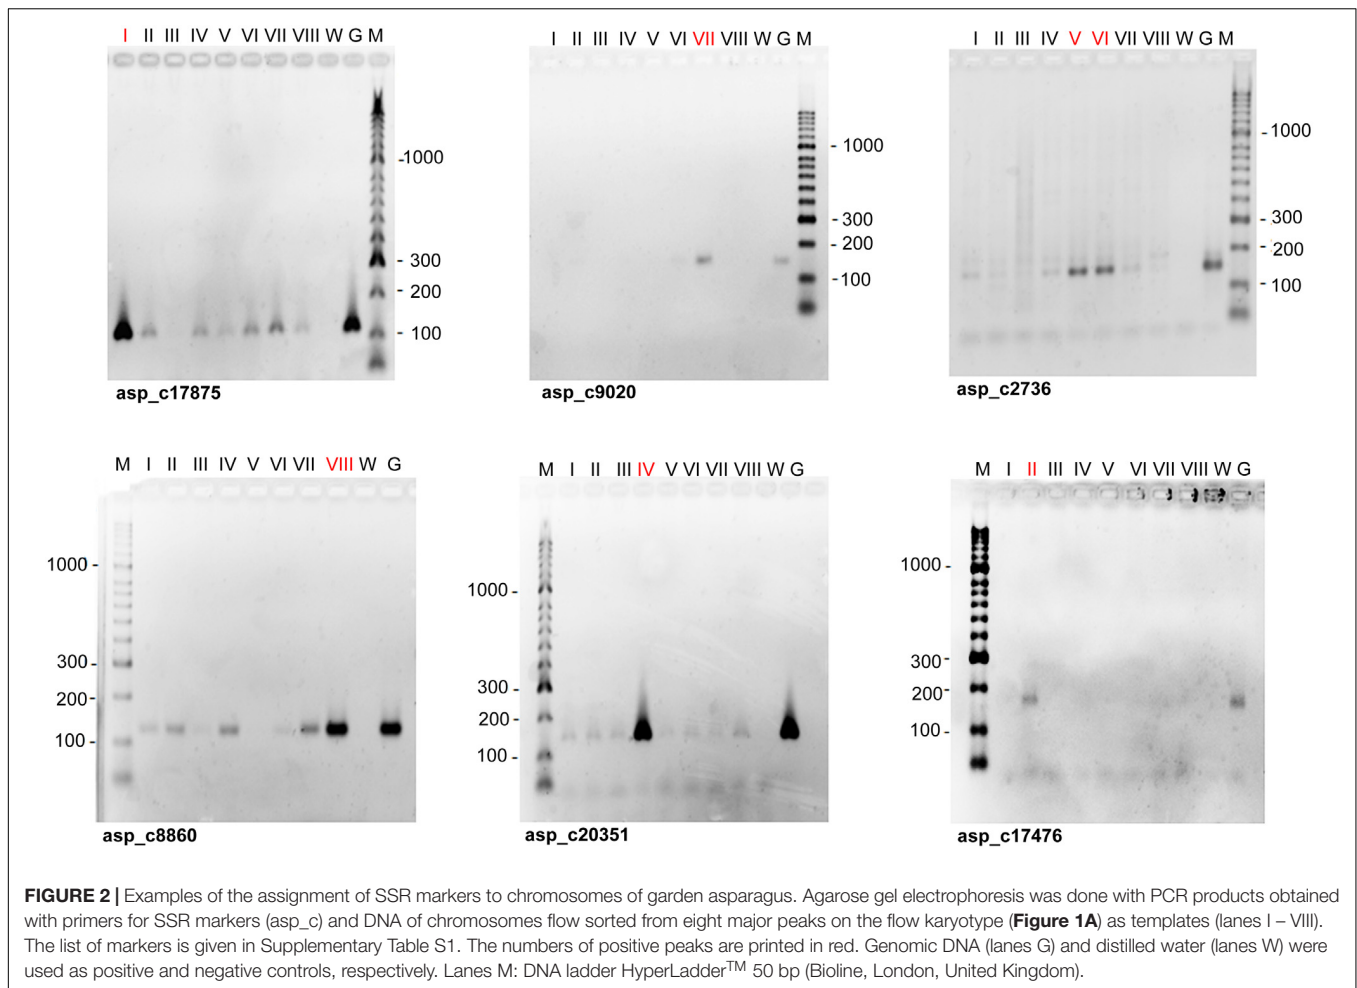 I II III IV V VI VII VIII W G M
-1000
- 300
- 200
- 100
asp_c17875
I II III IV V VI VII VIII W G M
- 1000
- 300
- 200
-100
asp_c9020
I II III IV V VI VII VIII W G M
- 1000
- 300
- 200
- 100
asp_c2736
M I II III IV V VI VII VIII W G
1000 -
300 -
200 -
100 -
asp_c8860
M I II III IV V VI VII VIII W G
1000 -
300 -
200 -
100 -
asp_c20351
M I II III IV V VI VII VIII W G
1000 -
300 -
200 -
100 -
asp_c17476
FIGURE 2 | Examples of the assignment of SSR markers to chromosomes of garden asparagus. Agarose gel electrophoresis was done with PCR products obtained
with primers for SSR markers (asp_c) and DNA of chromosomes flow sorted from eight major peaks on the flow karyotype (Figure 1A) as templates (lanes I – VIII).
The list of markers is given in Supplementary Table S1. The numbers of positive peaks are printed in red. Genomic DNA (lanes G) and distilled water (lanes W) were
used as positive and negative controls, respectively. Lanes M: DNA ladder HyperLadder™ 50 bp (Bioline, London, United Kingdom).